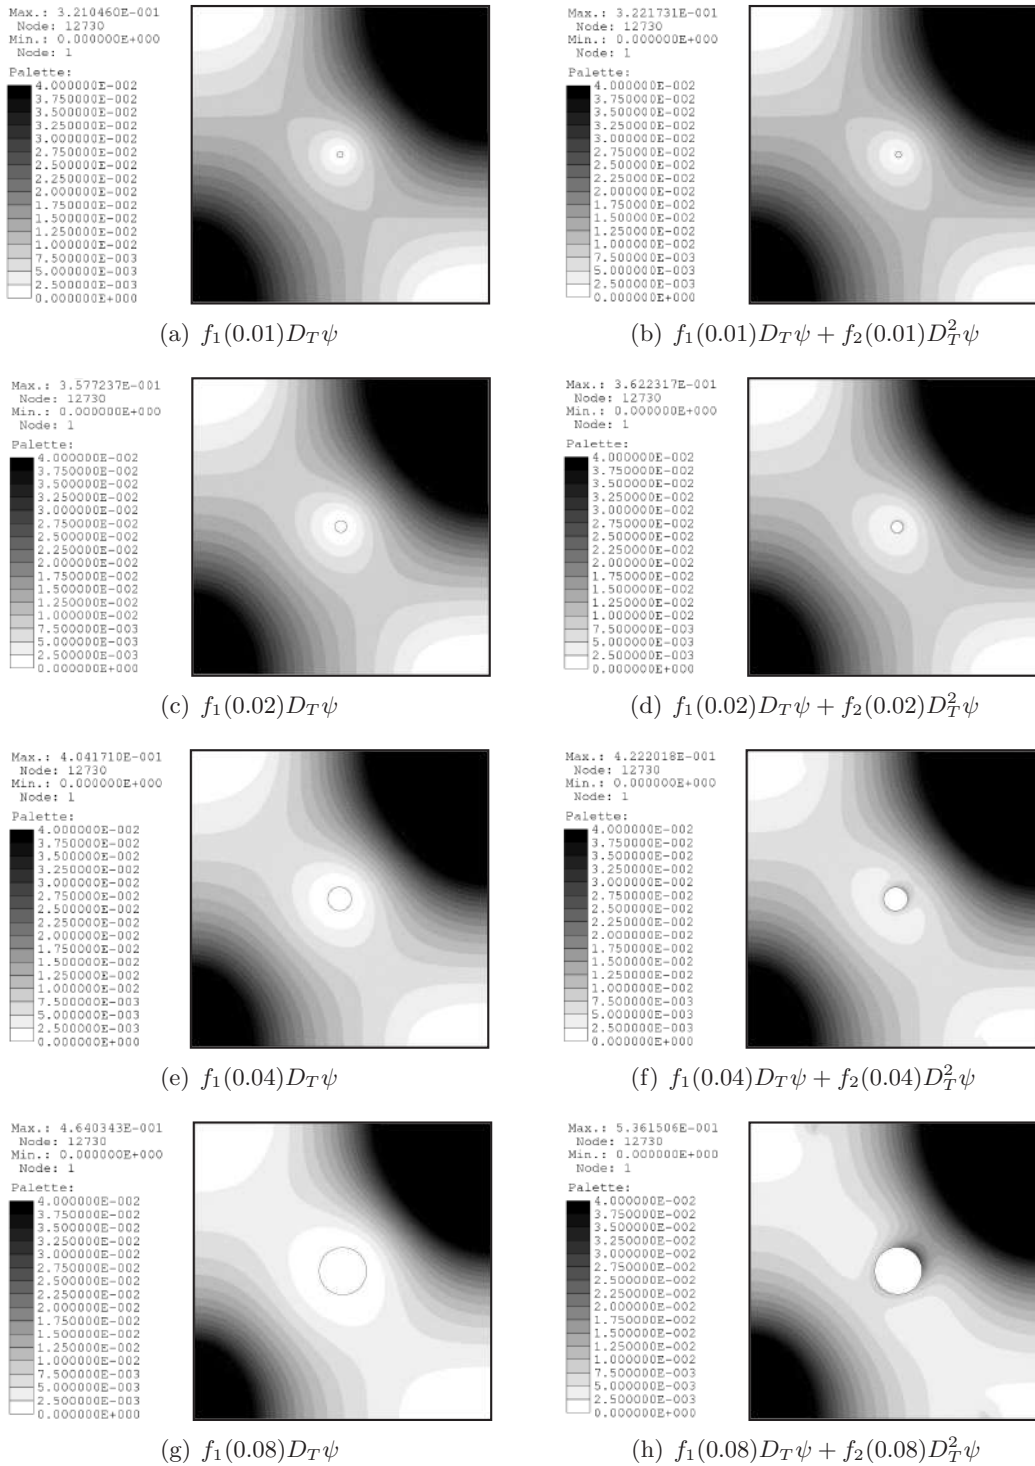 Max.: 3.210460E-001
Node: 12730
Min.: 0.000000E+000
Node: 1
Palette:
4.000000E-002
3.750000E-002
3.500000E-002
3.250000E-002
3.000000E-002
2.750000E-002
2.500000E-002
2.250000E-002
2.000000E-002
1.750000E-002
1.500000E-002
1.250000E-002
1.000000E-002
7.500000E-003
5.000000E-003
2.500000E-003
0.000000E+000
(a) f₁(0.01)D_Tψ
Max.: 3.221731E-001
Node: 12730
Min.: 0.000000E+000
Node: 1
Palette:
4.000000E-002
3.750000E-002
3.500000E-002
3.250000E-002
3.000000E-002
2.750000E-002
2.500000E-002
2.250000E-002
2.000000E-002
1.750000E-002
1.500000E-002
1.250000E-002
1.000000E-002
7.500000E-003
5.000000E-003
2.500000E-003
0.000000E+000
(b) f₁(0.01)D_Tψ + f₂(0.01)D²_Tψ
Max.: 3.577237E-001
Node: 12730
Min.: 0.000000E+000
Node: 1
Palette:
4.000000E-002
3.750000E-002
3.500000E-002
3.250000E-002
3.000000E-002
2.750000E-002
2.500000E-002
2.250000E-002
2.000000E-002
1.750000E-002
1.500000E-002
1.250000E-002
1.000000E-002
7.500000E-003
5.000000E-003
2.500000E-003
0.000000E+000
(c) f₁(0.02)D_Tψ
Max.: 3.622317E-001
Node: 12730
Min.: 0.000000E+000
Node: 1
Palette:
4.000000E-002
3.750000E-002
3.500000E-002
3.250000E-002
3.000000E-002
2.750000E-002
2.500000E-002
2.250000E-002
2.000000E-002
1.750000E-002
1.500000E-002
1.250000E-002
1.000000E-002
7.500000E-003
5.000000E-003
2.500000E-003
0.000000E+000
(d) f₁(0.02)D_Tψ + f₂(0.02)D²_Tψ
Max.: 4.041710E-001
Node: 12730
Min.: 0.000000E+000
Node: 1
Palette:
4.000000E-002
3.750000E-002
3.500000E-002
3.250000E-002
3.000000E-002
2.750000E-002
2.500000E-002
2.250000E-002
2.000000E-002
1.750000E-002
1.500000E-002
1.250000E-002
1.000000E-002
7.500000E-003
5.000000E-003
2.500000E-003
0.000000E+000
(e) f₁(0.04)D_Tψ
Max.: 4.222018E-001
Node: 12730
Min.: 0.000000E+000
Node: 1
Palette:
4.000000E-002
3.750000E-002
3.500000E-002
3.250000E-002
3.000000E-002
2.750000E-002
2.500000E-002
2.250000E-002
2.000000E-002
1.750000E-002
1.500000E-002
1.250000E-002
1.000000E-002
7.500000E-003
5.000000E-003
2.500000E-003
0.000000E+000
(f) f₁(0.04)D_Tψ + f₂(0.04)D²_Tψ
Max.: 4.640343E-001
Node: 12730
Min.: 0.000000E+000
Node: 1
Palette:
4.000000E-002
3.750000E-002
3.500000E-002
3.250000E-002
3.000000E-002
2.750000E-002
2.500000E-002
2.250000E-002
2.000000E-002
1.750000E-002
1.500000E-002
1.250000E-002
1.000000E-002
7.500000E-003
5.000000E-003
2.500000E-003
0.000000E+000
(g) f₁(0.08)D_Tψ
Max.: 5.361506E-001
Node: 12730
Min.: 0.000000E+000
Node: 1
Palette:
4.000000E-002
3.750000E-002
3.500000E-002
3.250000E-002
3.000000E-002
2.750000E-002
2.500000E-002
2.250000E-002
2.000000E-002
1.750000E-002
1.500000E-002
1.250000E-002
1.000000E-002
7.500000E-003
5.000000E-003
2.500000E-003
0.000000E+000
(h) f₁(0.08)D_Tψ + f₂(0.08)D²_Tψ